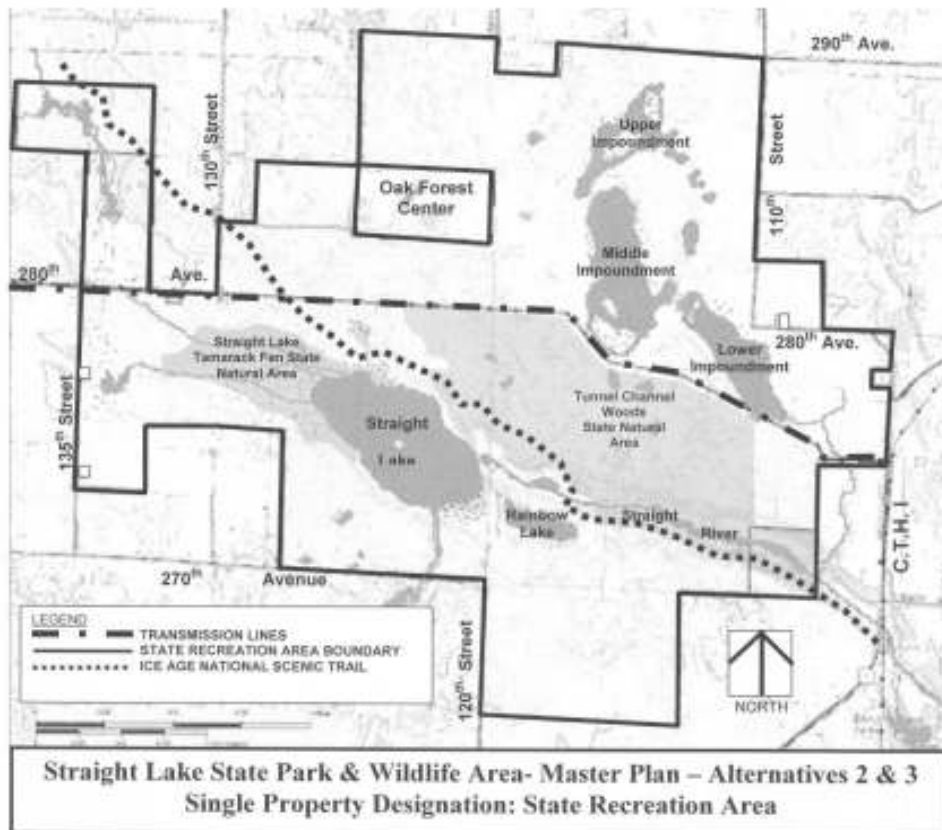 290th Ave.
Upper
Impoundment
130th Street
Street
110th
Oak Forest
Center
Middle
Impoundment
280th
Ave.
Straight Lake
Tamarack Fen State
Natural Area
Lower
Impoundment
280th Ave.
Tunnel Channel
Woods
State Natural
Area
135th Street
Straight
Lake
Rainbow
Lake
Straight
River
C.T.H. I
270th
Avenue
120th Street
LEGEND
TRANSMISSION LINES
STATE RECREATION AREA BOUNDARY
ICE AGE NATIONAL SCENIC TRAIL
NORTH
Straight Lake State Park & Wildlife Area- Master Plan – Alternatives 2 & 3
Single Property Designation: State Recreation Area